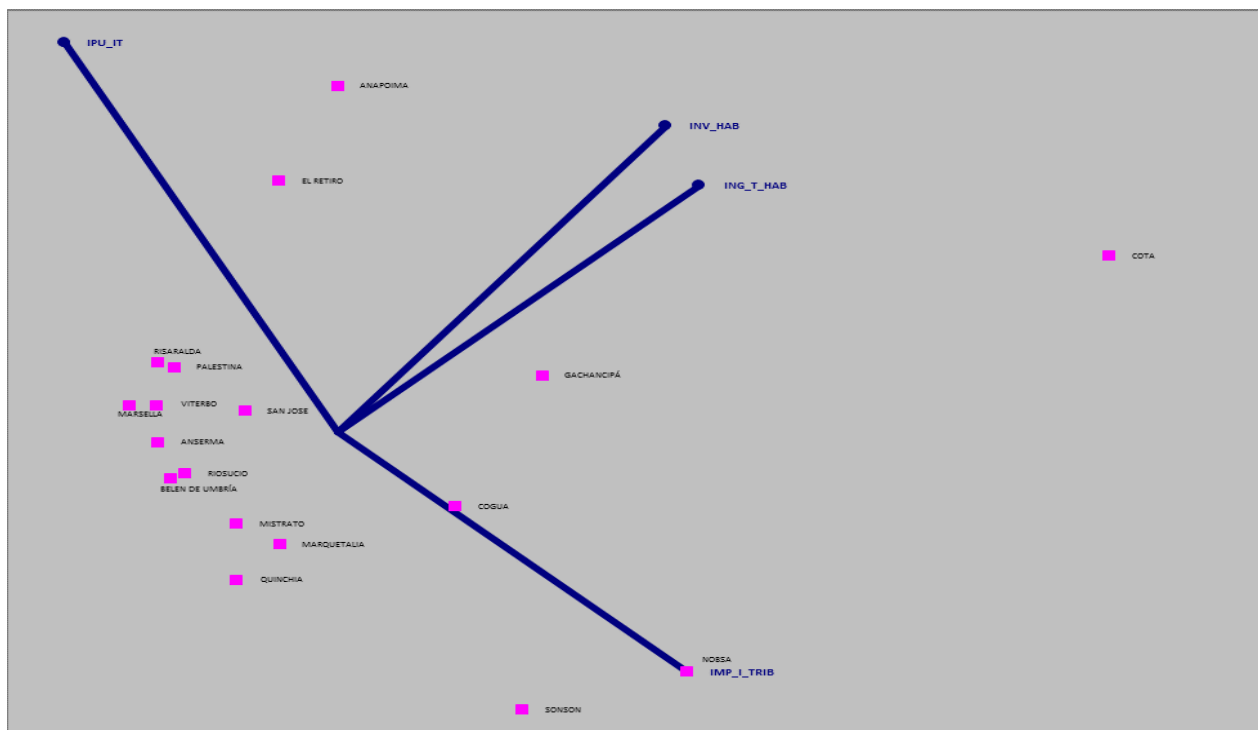 IPU_IT
ANAPOIMA
INV_HAB
EL RETIRO
ING_T_HAB
COTA
RISARALDA
PALESTINA
GACHANCIPÁ
VITERBO
MARSELLA
SAN JOSE
ANSERMA
RIOSUCIO
BELEN DE UMBRÍA
COGUA
MISTRATO
MARQUETALIA
QUINCHIA
NOBSA
IMP_I_TRIB
SONSON